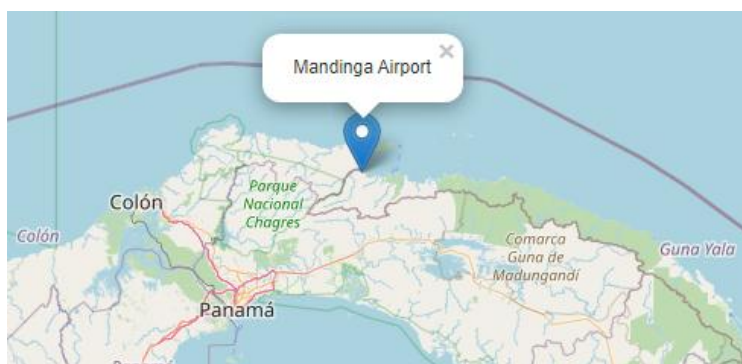 Mandinga Airport
×
Parque
Nacional
Chagres
Colón
Colón
Comarca
Guna de
Madungandí
Guna Yala
Panamá